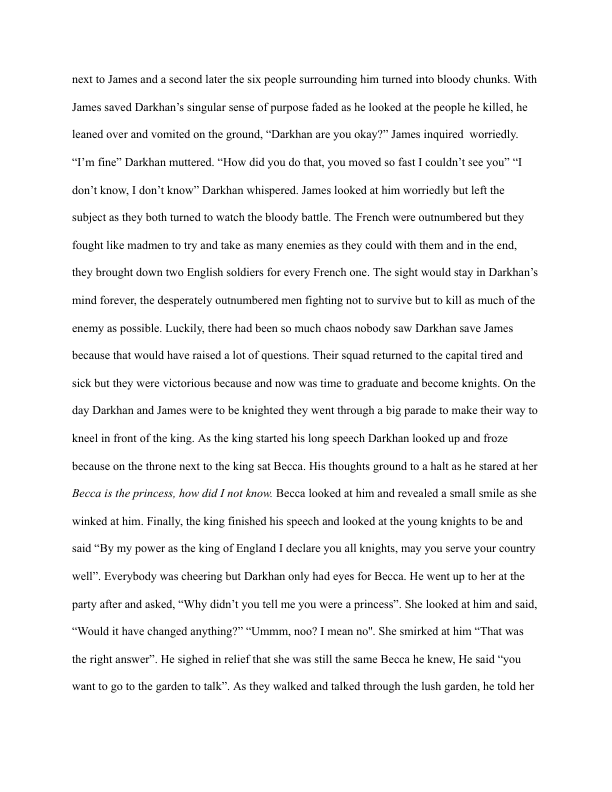 next to James and a second later the six people surrounding him turned into bloody chunks. With
James saved Darkhan’s singular sense of purpose faded as he looked at the people he killed, he
leaned over and vomited on the ground, “Darkhan are you okay?” James inquired  worriedly.
“I’m fine” Darkhan muttered. “How did you do that, you moved so fast I couldn’t see you” “I
don’t know, I don’t know” Darkhan whispered. James looked at him worriedly but left the
subject as they both turned to watch the bloody battle. The French were outnumbered but they
fought like madmen to try and take as many enemies as they could with them and in the end,
they brought down two English soldiers for every French one. The sight would stay in Darkhan’s
mind forever, the desperately outnumbered men fighting not to survive but to kill as much of the
enemy as possible. Luckily, there had been so much chaos nobody saw Darkhan save James
because that would have raised a lot of questions. Their squad returned to the capital tired and
sick but they were victorious because and now was time to graduate and become knights. On the
day Darkhan and James were to be knighted they went through a big parade to make their way to
kneel in front of the king. As the king started his long speech Darkhan looked up and froze
because on the throne next to the king sat Becca. His thoughts ground to a halt as he stared at her
Becca is the princess, how did I not know. Becca looked at him and revealed a small smile as she
winked at him. Finally, the king finished his speech and looked at the young knights to be and
said “By my power as the king of England I declare you all knights, may you serve your country
well”. Everybody was cheering but Darkhan only had eyes for Becca. He went up to her at the
party after and asked, “Why didn’t you tell me you were a princess”. She looked at him and said,
“Would it have changed anything?” “Ummm, noo? I mean no". She smirked at him “That was
the right answer”. He sighed in relief that she was still the same Becca he knew, He said “you
want to go to the garden to talk”. As they walked and talked through the lush garden, he told her